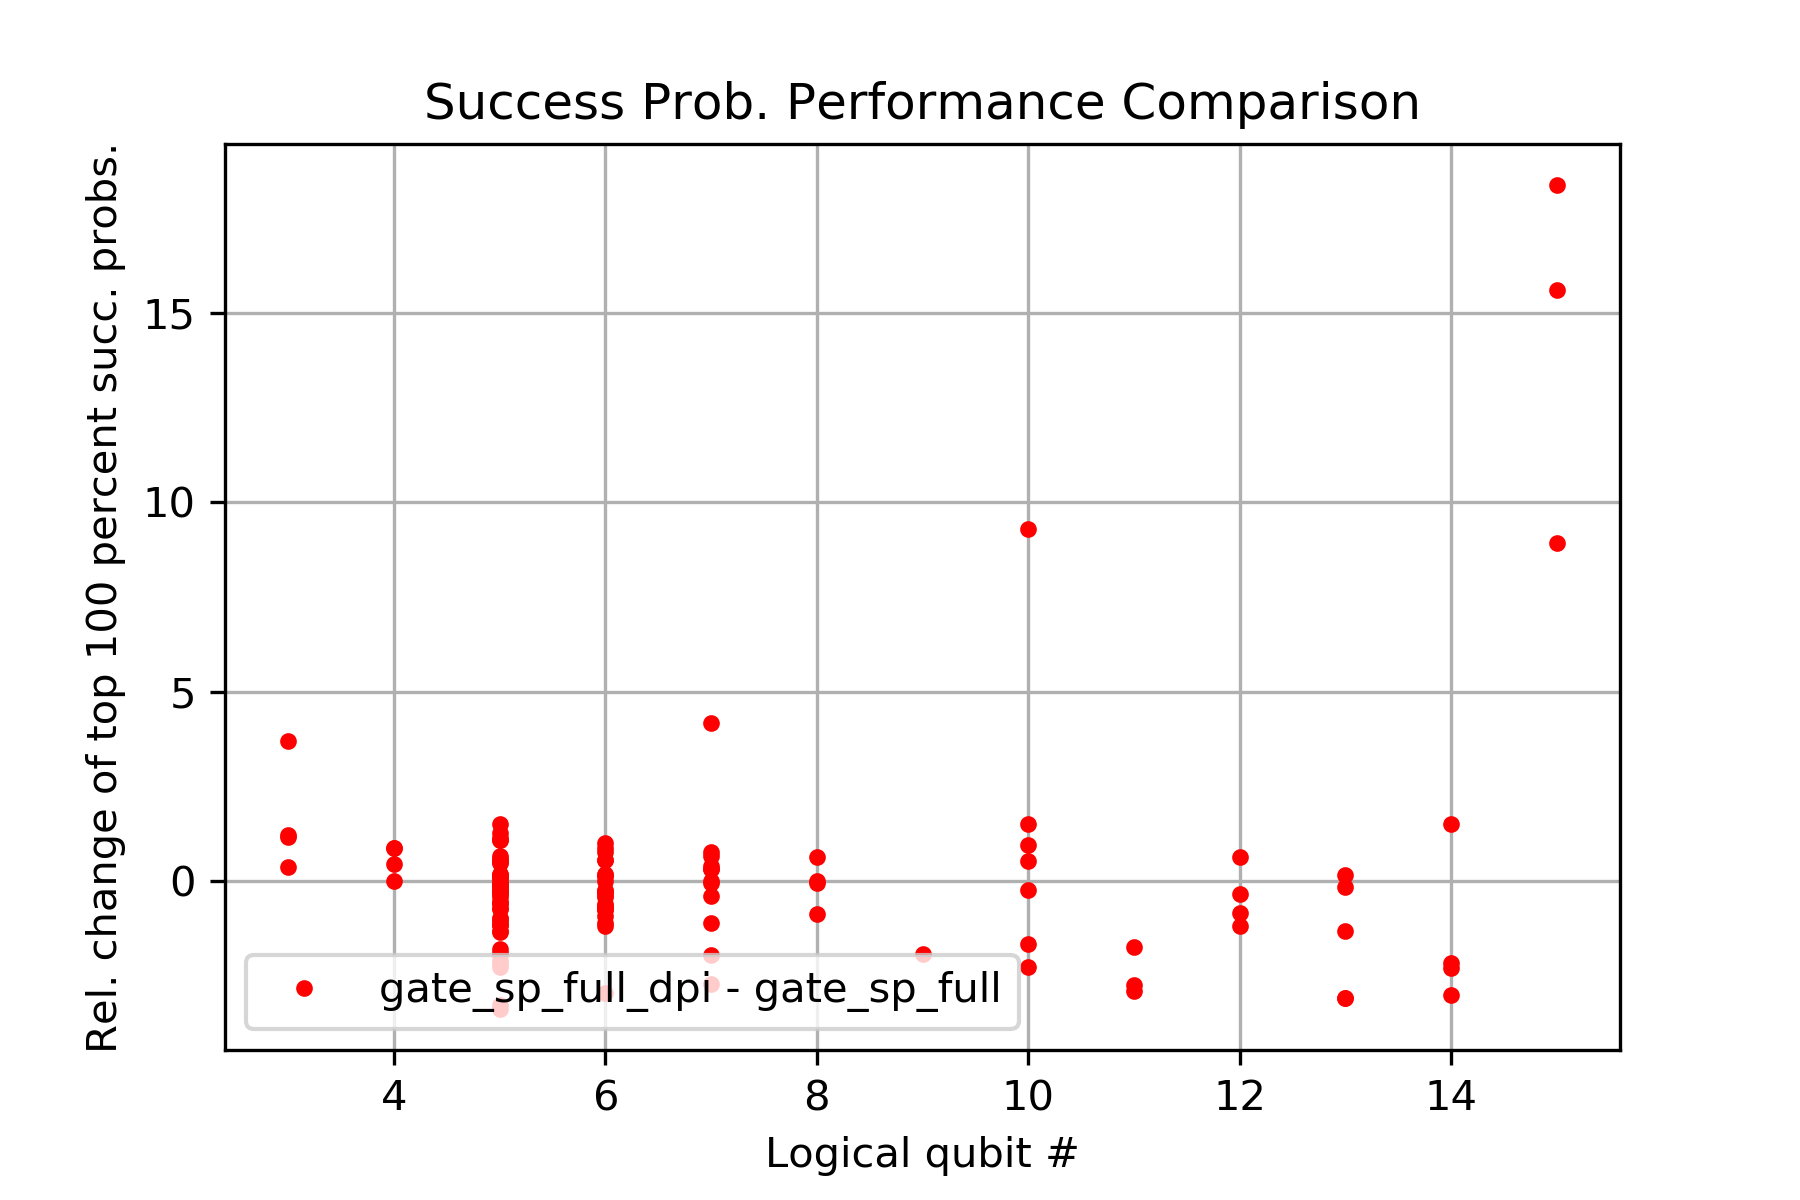 Success Prob. Performance Comparison
Rel. change of top 100 percent succ. probs.
15
10
5
0
gate_sp_full_dpi - gate_sp_full
4 6 8 10 12 14
Logical qubit #